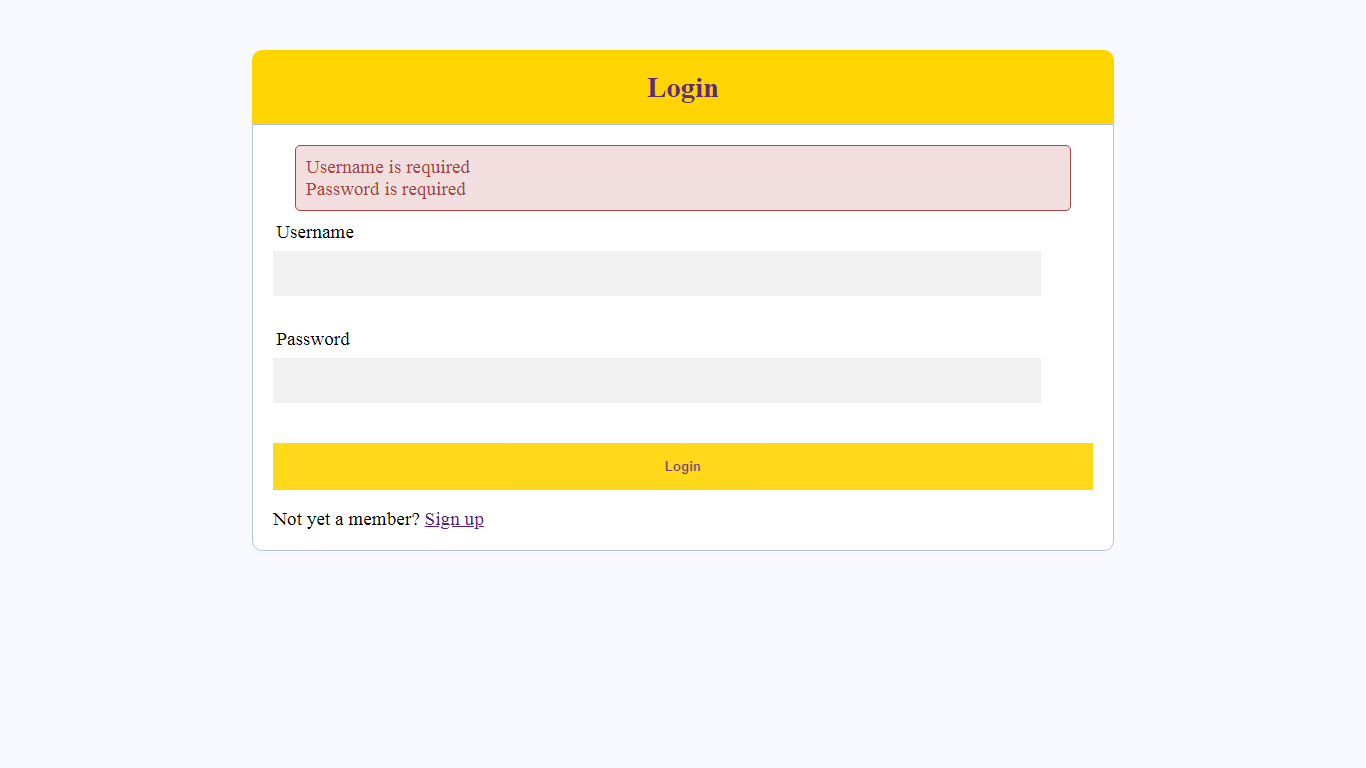 Login
Username is required
Password is required
Username
Password
Login
Not yet a member? Sign up